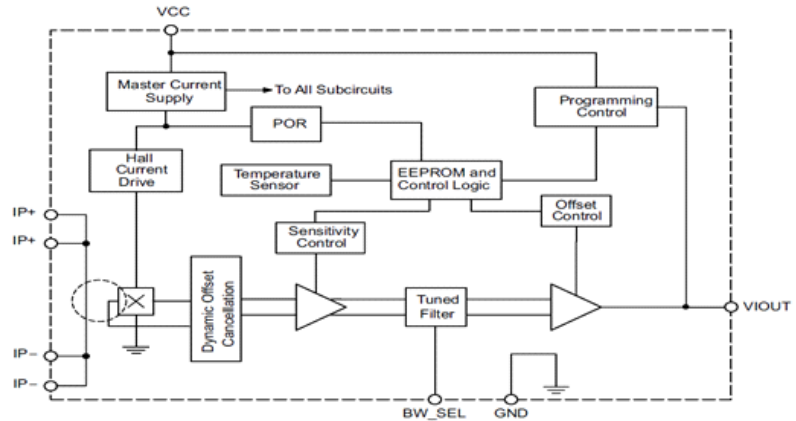 VCC
Master Current
Supply
To All Subcircuits
Programming
Control
POR
Hall
Current
Drive
Temperature
Sensor
EEPROM and
Control Logic
IP+
IP+
Sensitivity
Control
Offset
Control
Dynamic Offset
Cancellation
Tuned
Filter
VIOUT
IP−
IP−
BW_SEL
GND